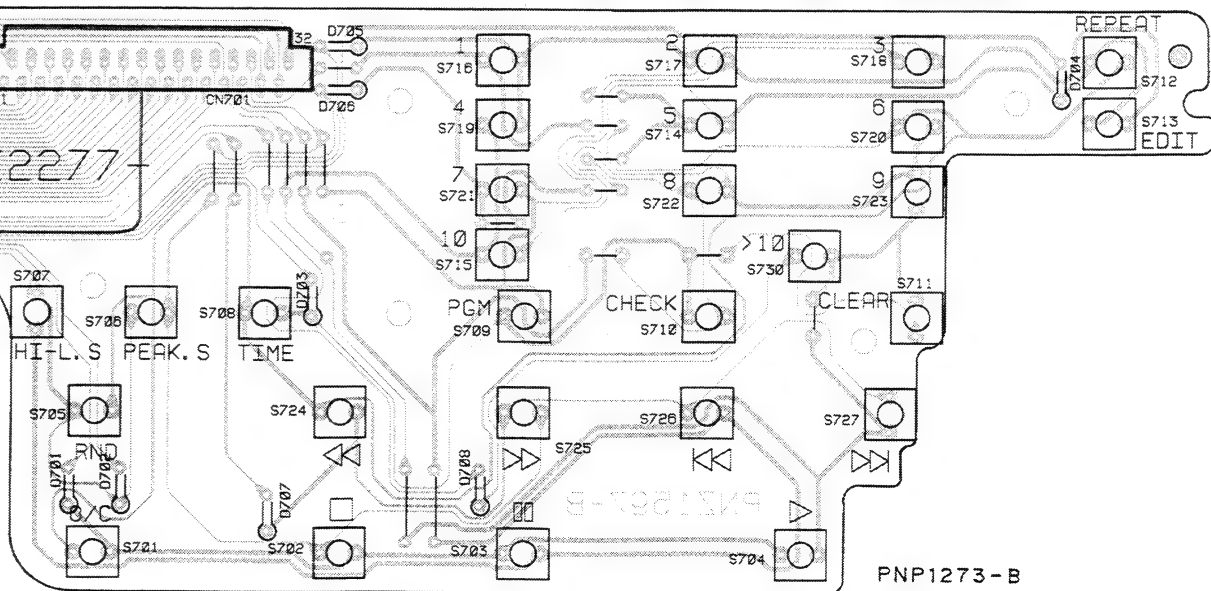 32
D705
D706
CN701
2277-
1
S716
2
S717
3
S718
REPEAT
S712
D704
4
S719
5
S714
6
S720
S713
EDIT
7
S721
8
S722
9
S723
10
S715
>10
S730
S707
HI-L.S
S706
PEAK.S
S708
TIME
D703
PGM
S709
CHECK
S710
CLEAR
S711
S705
RND
S724
S725
S726
S727
D701
D702
O/C
D707
D708
PNZ1567-B
S701
S702
S703
S704
PNP1273-B